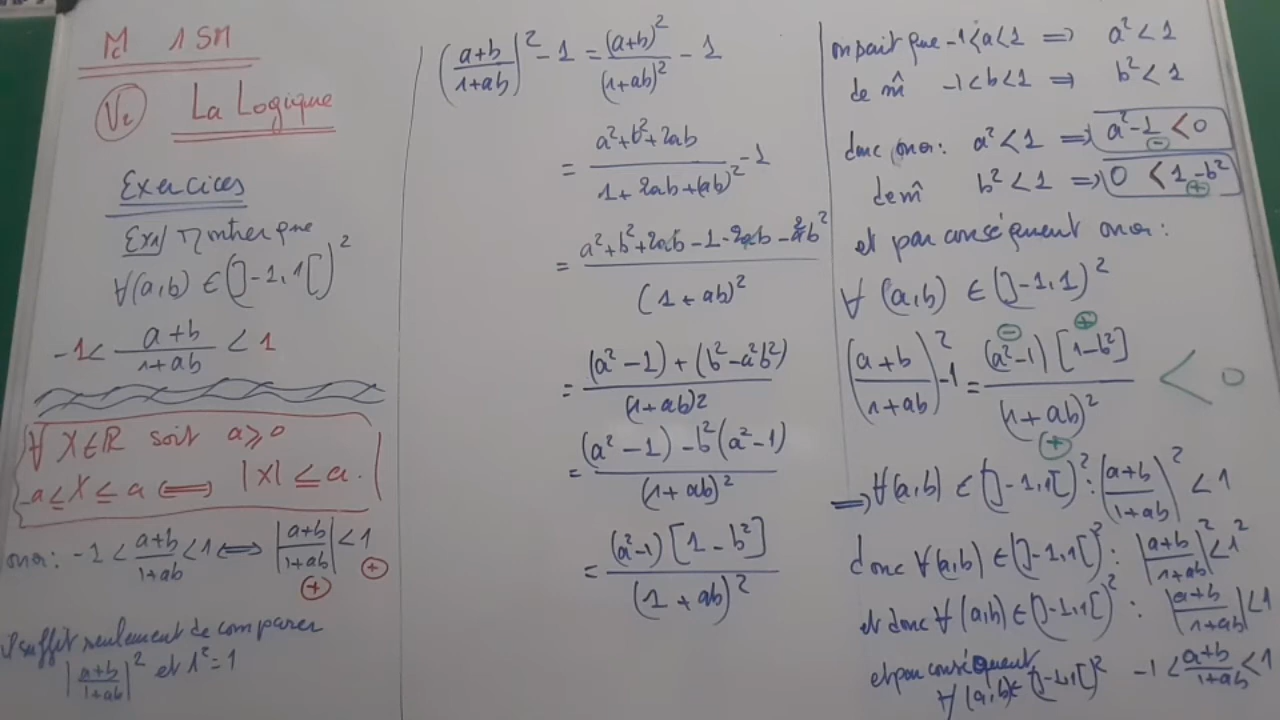 1 SM
La Logique
Exercices
Ex1/ Montrer que
∀(a,b) ∈ (]-1,1[)²
-1 < (a+b)/(1+ab) < 1
∀ X∈ℝ soit a≥0
-a ≤ X ≤ a ⟺ |X| ≤ a.
ona: -1 < (a+b)/(1+ab) < 1 ⟺ |(a+b)/(1+ab)| < 1
⊕ ⊕
il suffit seulement de comparer
|(a+b)/(1+ab)|² et 1² = 1
|(a+b)/(1+ab)|² - 1 = (a+b)²/(1+ab)² - 1
= (a²+b²+2ab)/(1+2ab+(ab)²) - 1
= (a²+b²+2ab-1-2ab-a²b²)/(1+ab)²
= ((a²-1)+(b²-a²b²))/(1+ab)²
= ((a²-1)-b²(a²-1))/(1+ab)²
= ((a²-1)[1-b²])/(1+ab)²
on sait que -1<a<1 ⟹ a²<1
de m̂ -1<b<1 ⟹ b²<1
donc ona: a²<1 ⟹ a²-1 < 0
⊖
de m̂ b²<1 ⟹ 0 < 1-b²
⊕
et par conséquent ona:
∀ (a,b) ∈ (]-1,1)²
⊖ ⊕
((a+b)/(1+ab))² - 1 = ((a²-1)[1-b²])/(1+ab)² < 0
⊕
⟹ ∀(a,b) ∈ (]-1,1[)² : |(a+b)/(1+ab)|² < 1
donc ∀(a,b) ∈ (]-1,1[)² : |(a+b)/(1+ab)|² < 1²
et donc ∀ (a,b) ∈ (]-1,1[)² : |(a+b)/(1+ab)| < 1
et par conséquent
∀ (a,b) ∈ (]-1,1[)² -1 < (a+b)/(1+ab) < 1